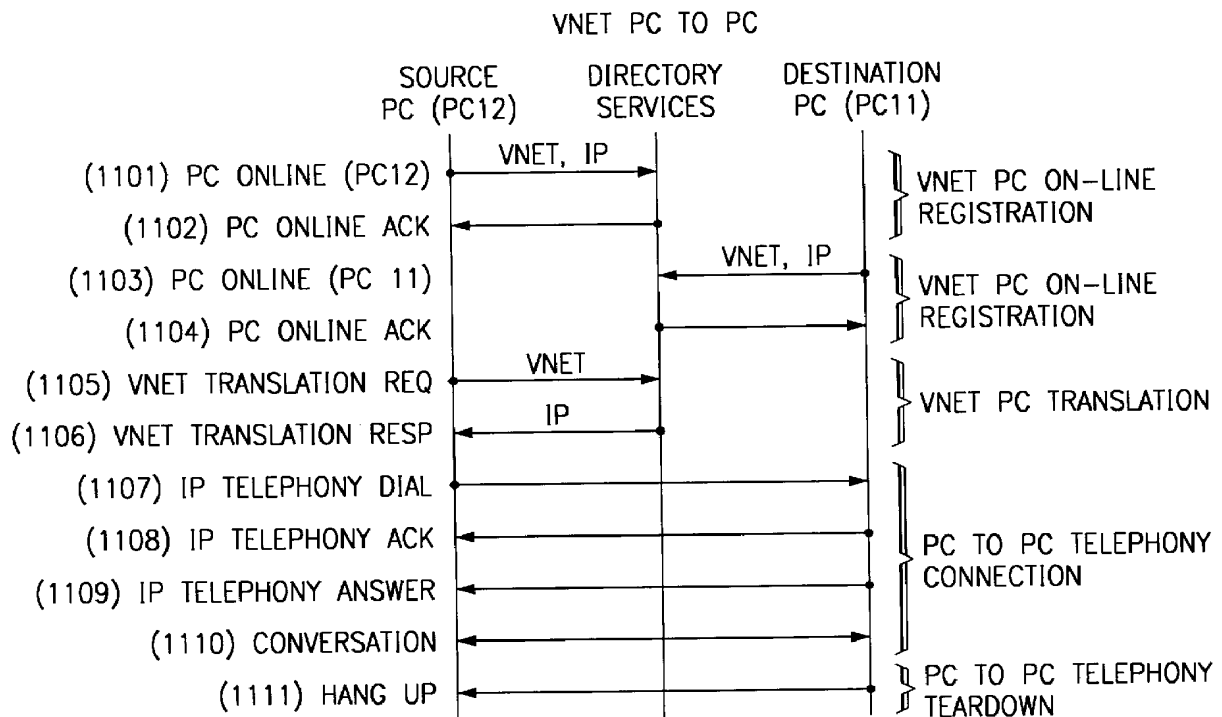 VNET PC TO PC
SOURCE
PC (PC12)
DIRECTORY
SERVICES
DESTINATION
PC (PC11)
(1101) PC ONLINE (PC12)
VNET, IP
VNET PC ON-LINE
REGISTRATION
(1102) PC ONLINE ACK
(1103) PC ONLINE (PC 11)
VNET, IP
VNET PC ON-LINE
REGISTRATION
(1104) PC ONLINE ACK
(1105) VNET TRANSLATION REQ
VNET
VNET PC TRANSLATION
(1106) VNET TRANSLATION RESP
IP
(1107) IP TELEPHONY DIAL
(1108) IP TELEPHONY ACK
PC TO PC TELEPHONY
CONNECTION
(1109) IP TELEPHONY ANSWER
(1110) CONVERSATION
(1111) HANG UP
PC TO PC TELEPHONY
TEARDOWN